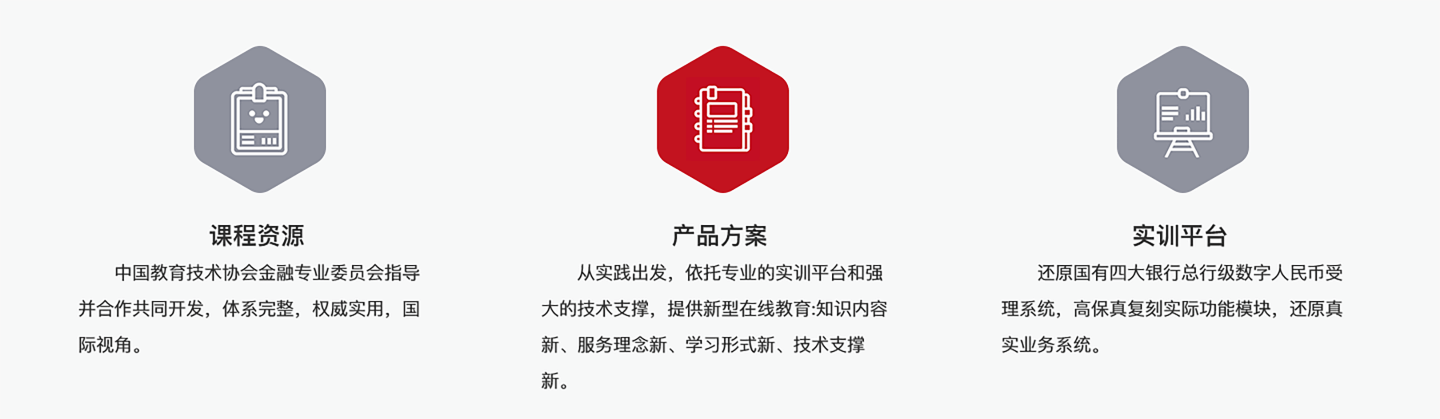 课程资源
中国教育技术协会金融专业委员会指导
并合作共同开发，体系完整，权威实用，国
际视角。
产品方案
从实践出发，依托专业的实训平台和强
大的技术支撑，提供新型在线教育:知识内容
新、服务理念新、学习形式新、技术支撑
新。
实训平台
还原国有四大银行总行级数字人民币受
理系统，高保真复刻实际功能模块，还原真
实业务系统。